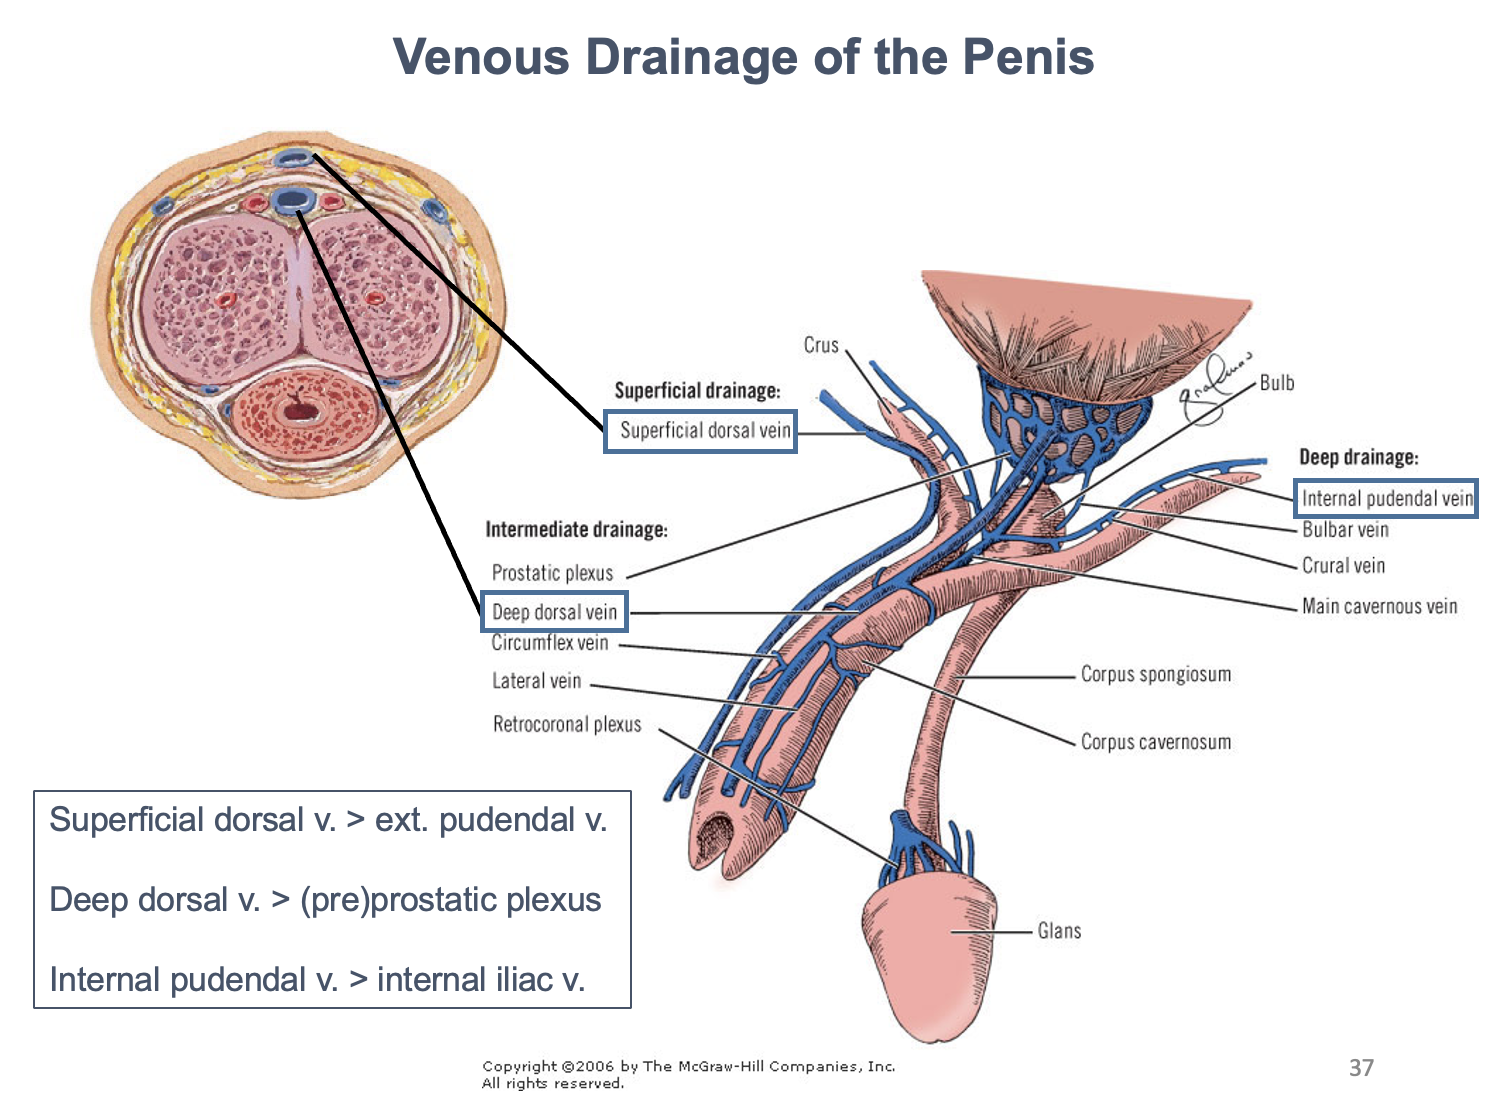 Venous Drainage of the Penis
Crus
Superficial drainage:
Superficial dorsal vein
Bulb
Deep drainage:
Internal pudendal vein
Bulbar vein
Crural vein
Main cavernous vein
Intermediate drainage:
Prostatic plexus
Deep dorsal vein
Circumflex vein
Lateral vein
Retrocoronal plexus
Corpus spongiosum
Corpus cavernosum
Glans
Superficial dorsal v. > ext. pudendal v.
Deep dorsal v. > (pre)prostatic plexus
Internal pudendal v. > internal iliac v.
Copyright ©2006 by The McGraw-Hill Companies, Inc.
All rights reserved.
37